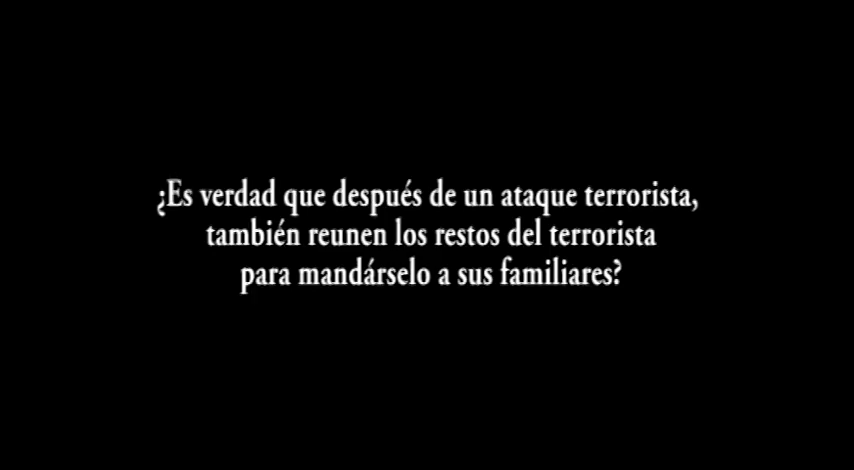 ¿Es verdad que después de un ataque terrorista,
también reunen los restos del terrorista
para mandárselo a sus familiares?